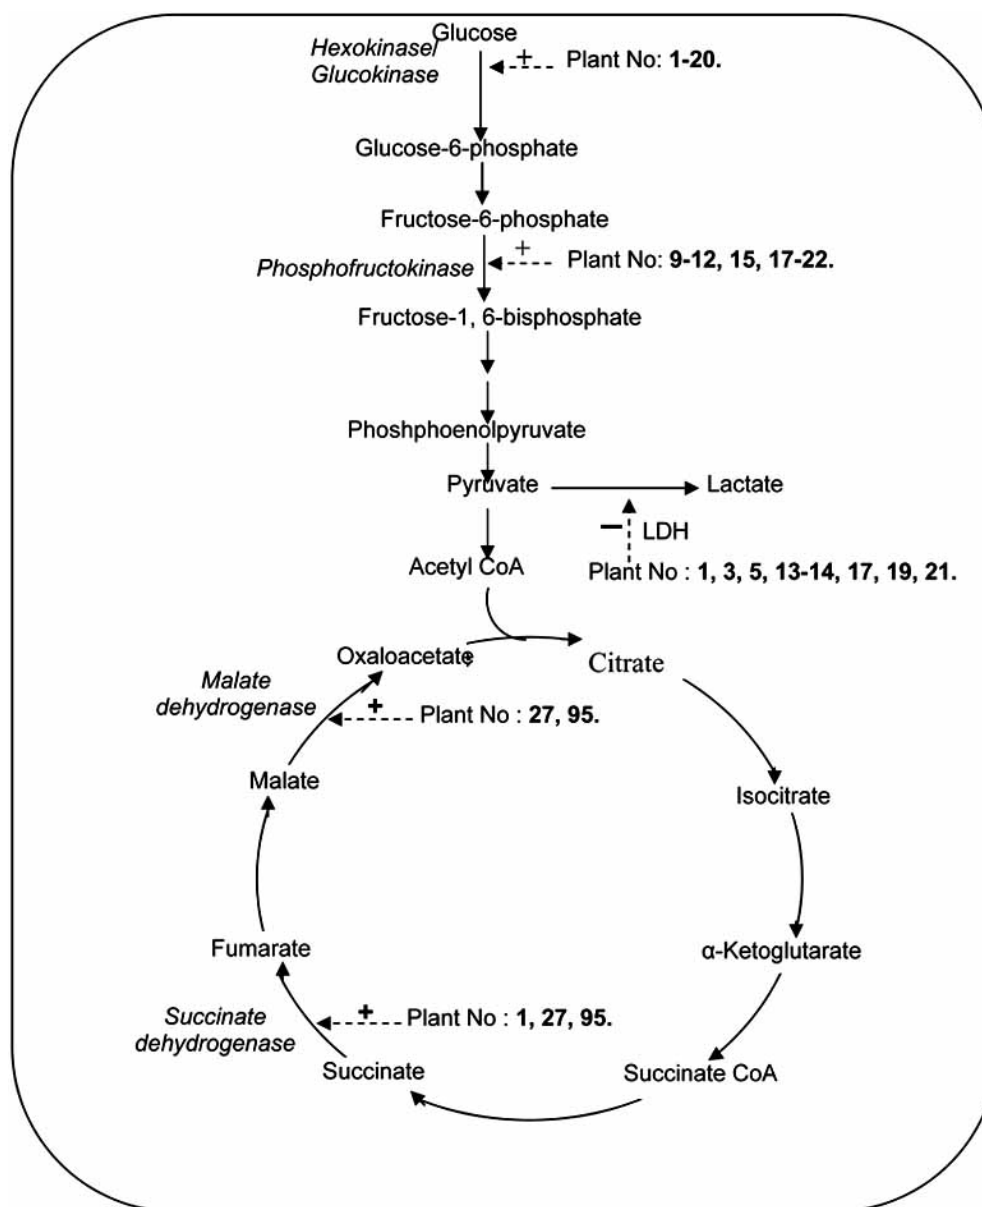 Glucose
Hexokinase/
Glucokinase
+
Plant No: 1-20.
Glucose-6-phosphate
Fructose-6-phosphate
Phosphofructokinase
+
Plant No: 9-12, 15, 17-22.
Fructose-1, 6-bisphosphate
Phoshphoenolpyruvate
Pyruvate
Lactate
−
LDH
Acetyl CoA
Plant No : 1, 3, 5, 13-14, 17, 19, 21.
Oxaloacetate
Citrate
Malate
dehydrogenase
+
Plant No : 27, 95.
Malate
Isocitrate
Fumarate
α-Ketoglutarate
Succinate
dehydrogenase
+
Plant No : 1, 27, 95.
Succinate
Succinate CoA